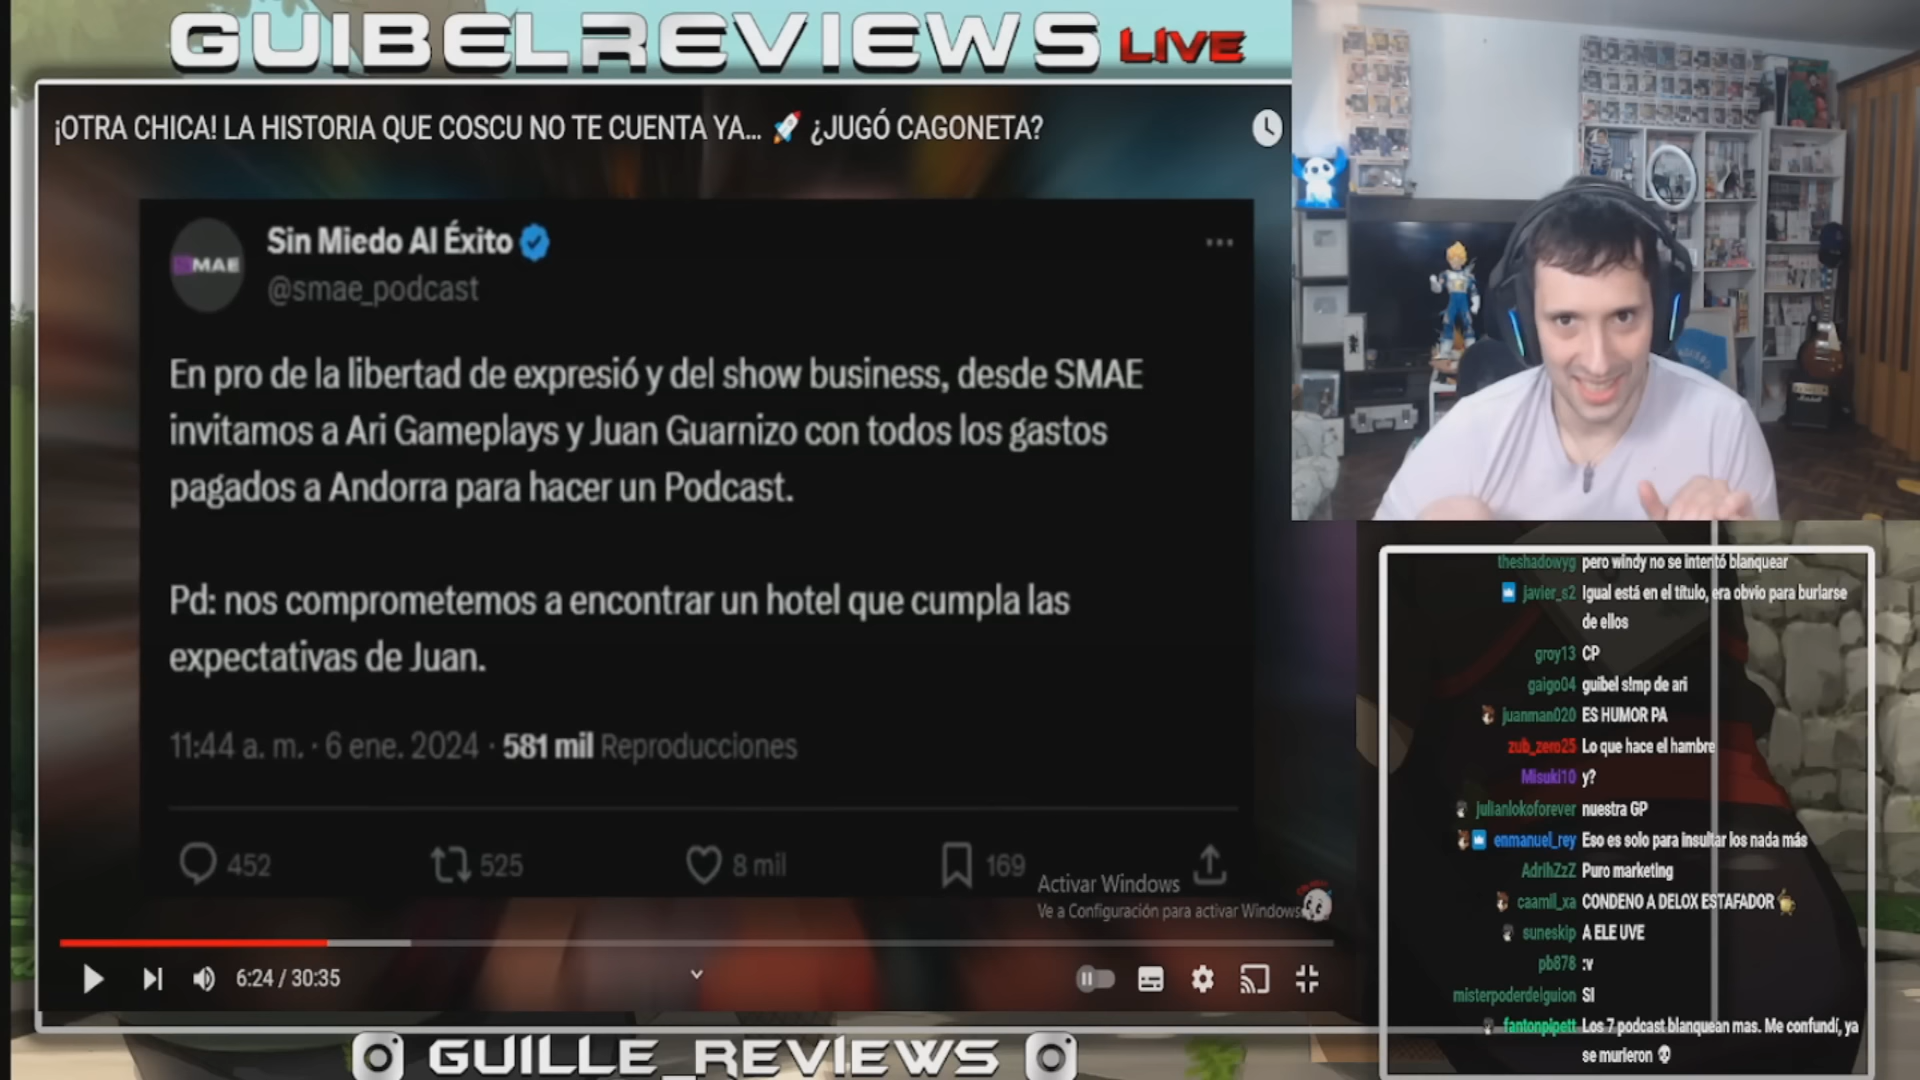 GUIBELREVIEWS LIVE
¡OTRA CHICA! LA HISTORIA QUE COSCU NO TE CUENTA YA... 🚀 ¿JUGÓ CAGONETA?
SMAE
Sin Miedo Al Éxito
@smae_podcast
En pro de la libertad de expresió y del show business, desde SMAE
invitamos a Ari Gameplays y Juan Guarnizo con todos los gastos
pagados a Andorra para hacer un Podcast.
Pd: nos comprometemos a encontrar un hotel que cumpla las
expectativas de Juan.
11:44 a. m. · 6 ene. 2024 · 581 mil Reproducciones
452 525 8 mil 169
Activar Windows
Ve a Configuración para activar Windows
6:24 / 30:35
GUILLE_REVIEWS
theshadowyg pero windy no se intentó blanquear
javier_s2 Igual está en el título, era obvio para burlarse
de ellos
groy13 CP
gaigo04 guibel s!mp de ari
juanman020 ES HUMOR PA
zub_zero25 Lo que hace el hambre
Misuki10 y?
julianlokoforever nuestra GP
enmanuel_rey Eso es solo para insultar los nada más
AdrihZzZ Puro marketing
caamil_xa CONDENO A DELOX ESTAFADOR
suneskip A ELE UVE
pb878 :v
misterpoderdelguion SI
fantonpipett Los 7 podcast blanquean mas. Me confundí, ya
se murieron 💀